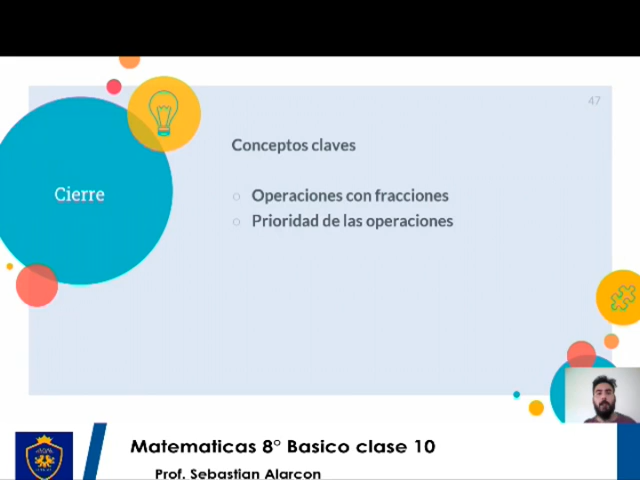 47
Conceptos claves
Cierre
Operaciones con fracciones
Prioridad de las operaciones
Matematicas 8° Basico clase 10
Prof. Sebastian Alarcon